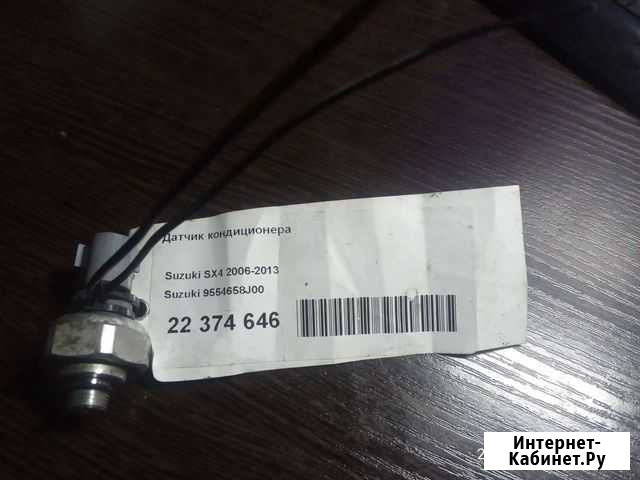 Датчик кондиционера
Suzuki SX4 2006-2013
Suzuki 9554658J00
22 374 646
Интернет-
Кабинет.Ру